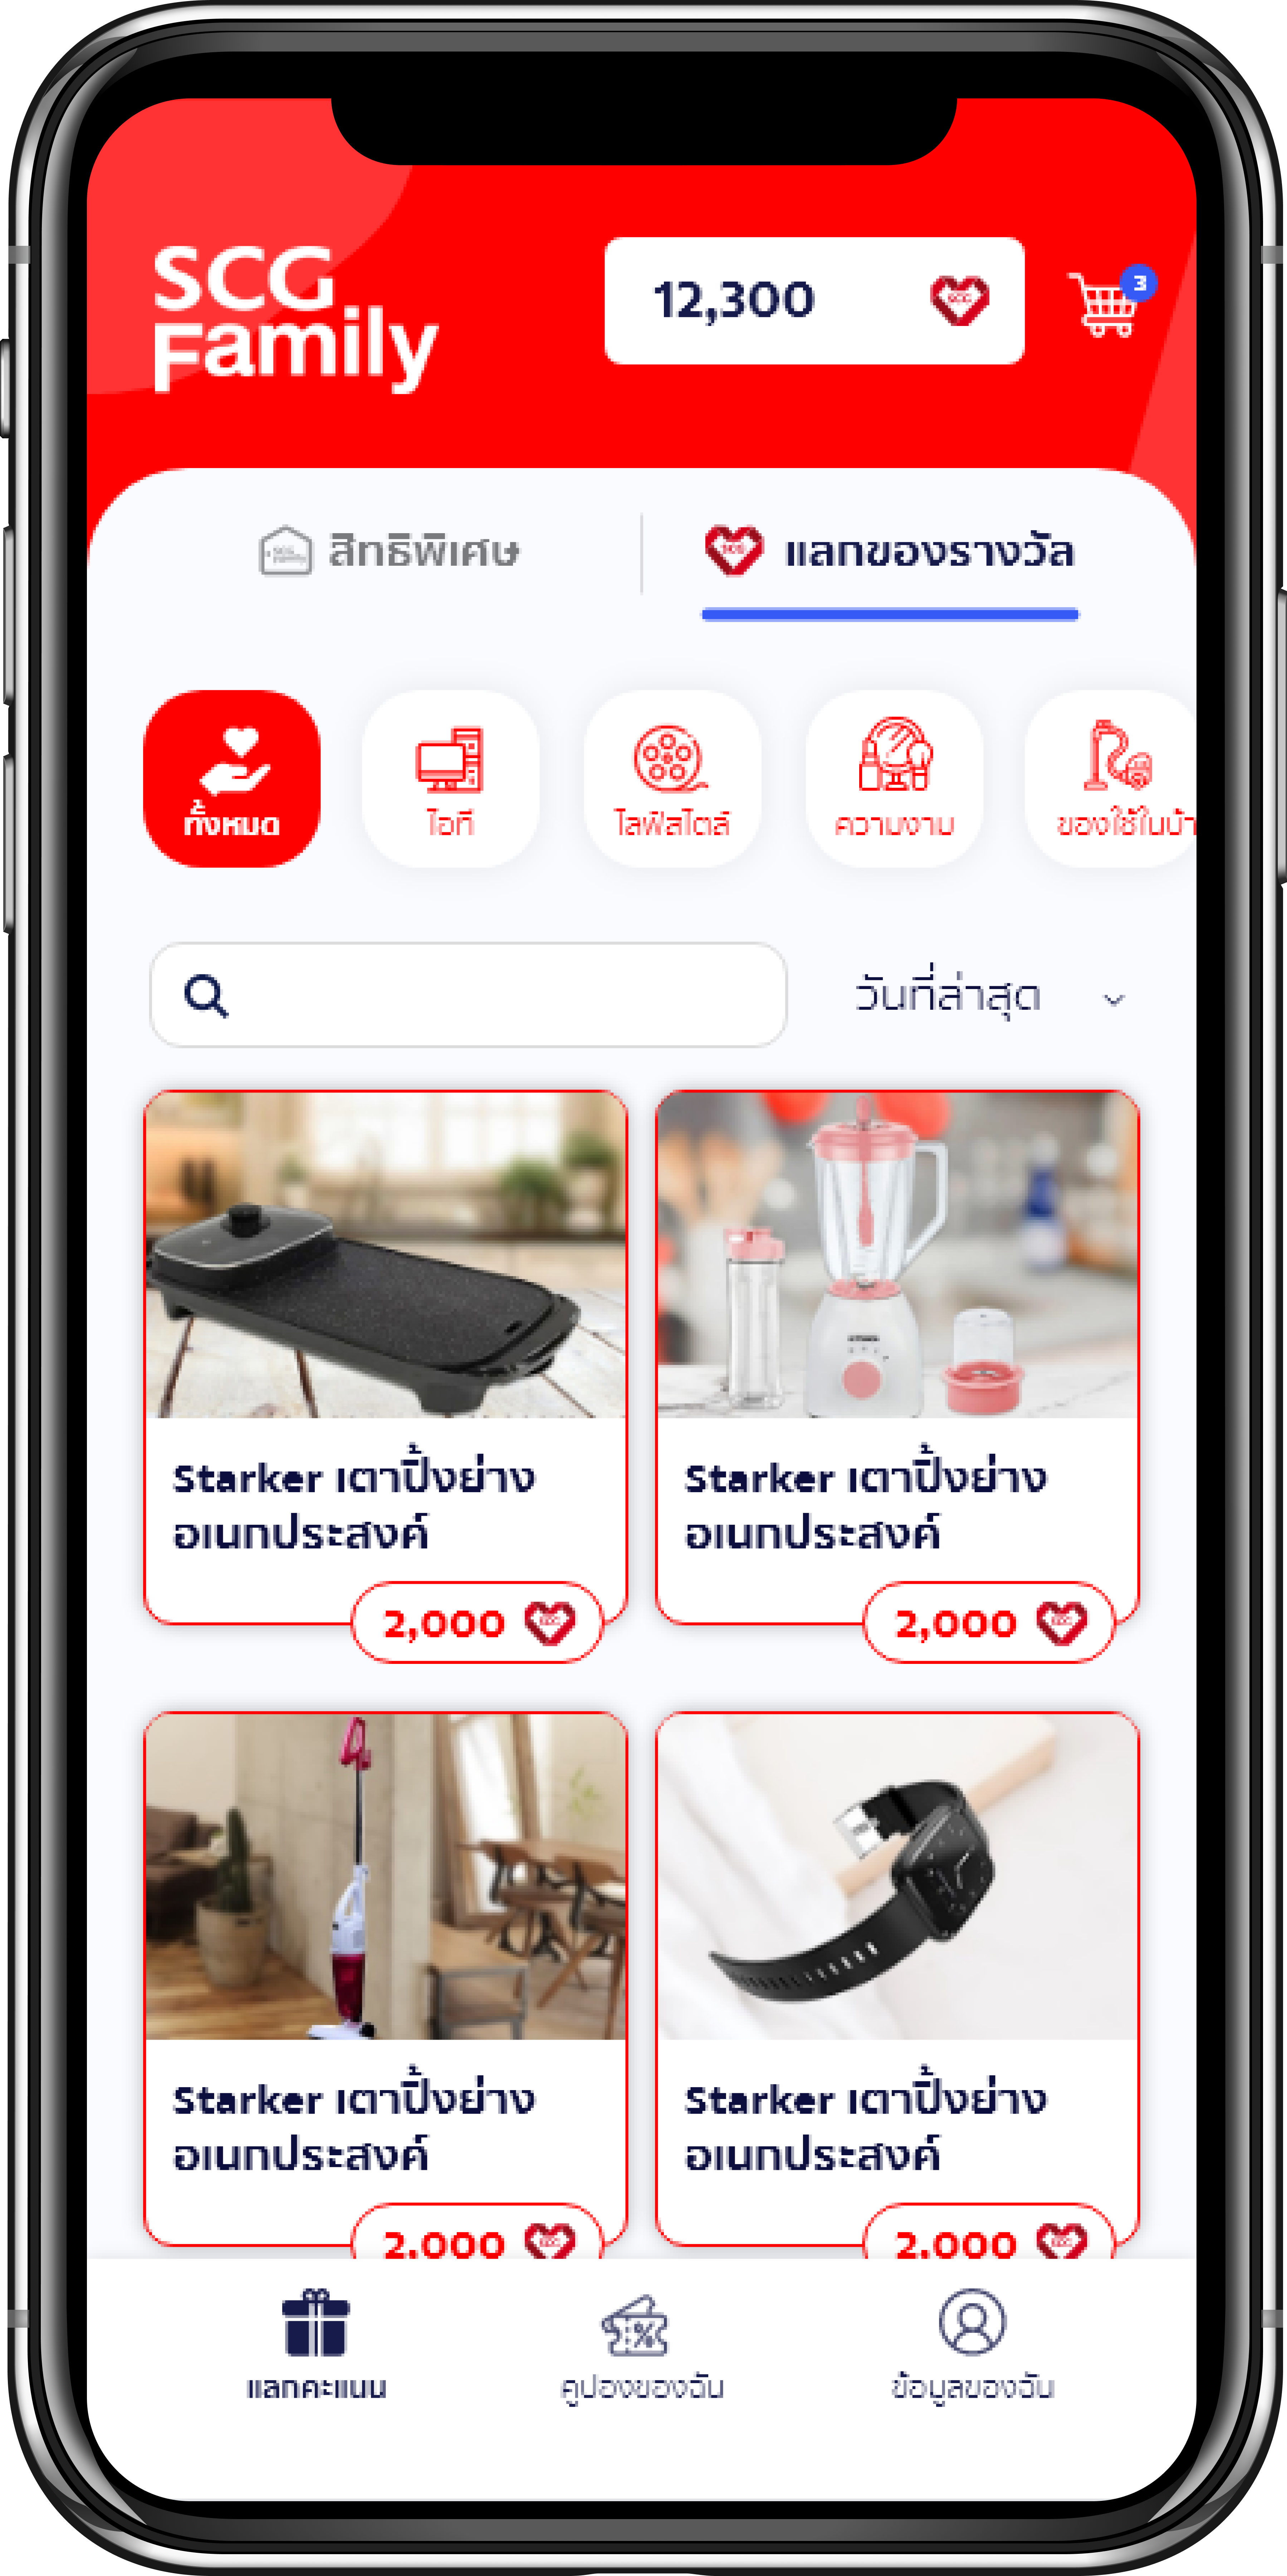 SCG
Family
12,300
3
สิทธิพิเศษ
แลกของรางวัล
ทั้งหมด
ไอที
ไลฟ์สไตล์
ความงาม
ของใช้ในบ้า
วันที่ล่าสุด
Starker เตาปิ้งย่าง
อเนกประสงค์
2,000
Starker เตาปิ้งย่าง
อเนกประสงค์
2,000
Starker เตาปิ้งย่าง
อเนกประสงค์
2,000
Starker เตาปิ้งย่าง
อเนกประสงค์
2,000
แลกคะแนน
คูปองของฉัน
ข้อมูลของฉัน